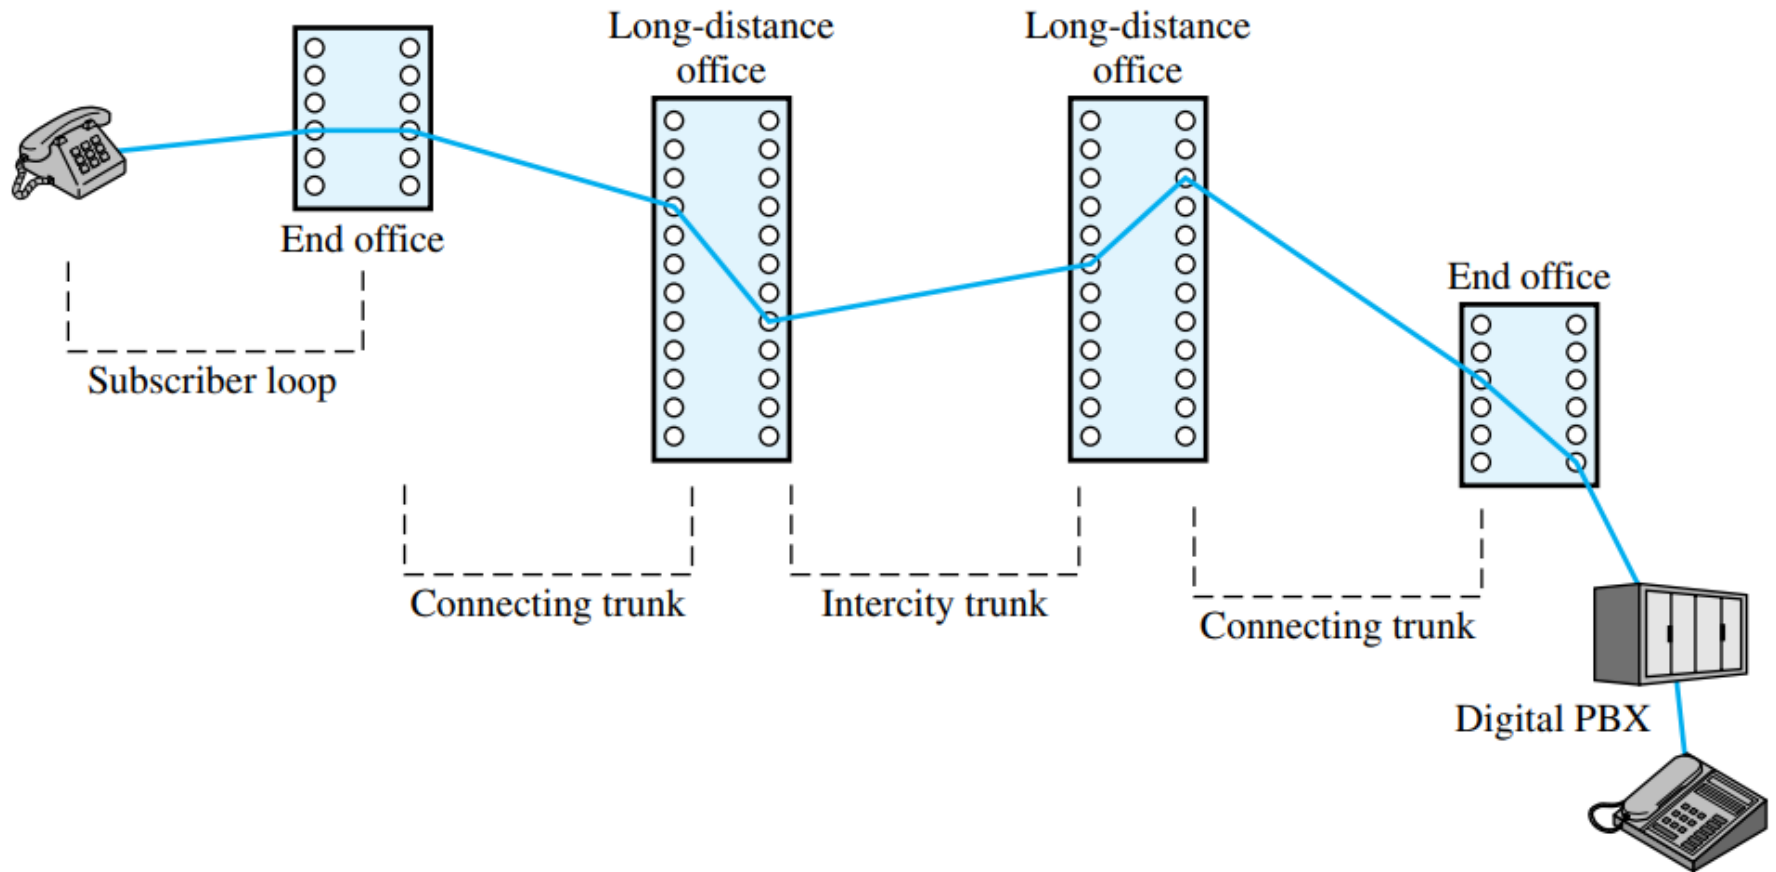 Long-distance
office
Long-distance
office
End office
End office
Subscriber loop
Connecting trunk
Intercity trunk
Connecting trunk
Digital PBX